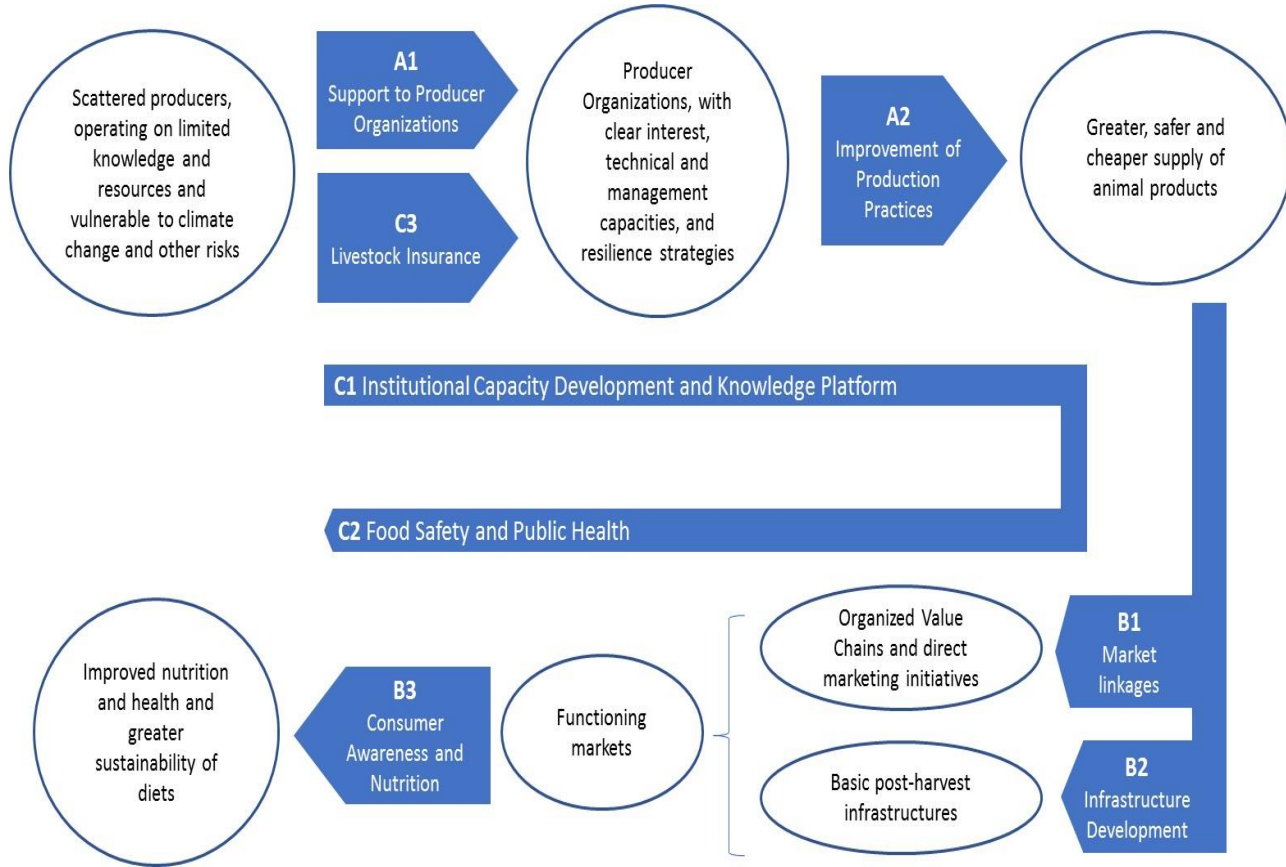 Scattered producers,
operating on limited
knowledge and
resources and
vulnerable to climate
change and other risks
A1
Support to Producer
Organizations
C3
Livestock Insurance
Producer
Organizations, with
clear interest,
technical and
management
capacities, and
resilience strategies
A2
Improvement of
Production
Practices
Greater, safer and
cheaper supply of
animal products
C1 Institutional Capacity Development and Knowledge Platform
C2 Food Safety and Public Health
B1
Market
linkages
B2
Infrastructure
Development
Organized Value
Chains and direct
marketing initiatives
Basic post-harvest
infrastructures
Functioning
markets
B3
Consumer
Awareness and
Nutrition
Improved nutrition
and health and
greater
sustainability of
diets